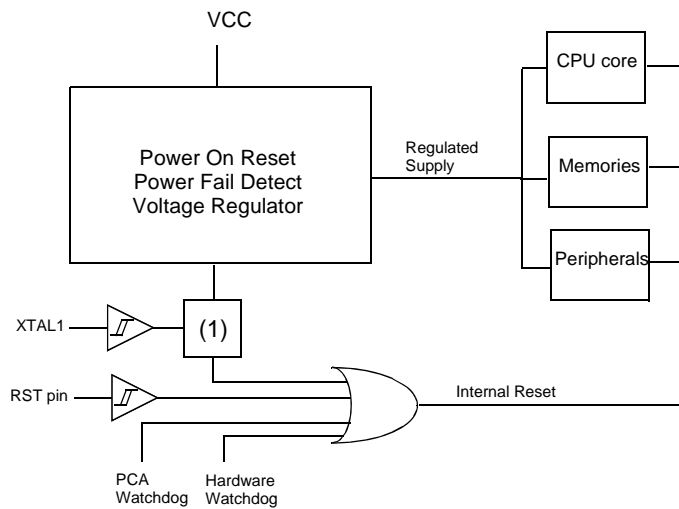 VCC
CPU core
Power On Reset
Power Fail Detect
Voltage Regulator
Regulated
Supply
Memories
Peripherals
XTAL1
(1)
RST pin
Internal Reset
PCA
Watchdog
Hardware
Watchdog